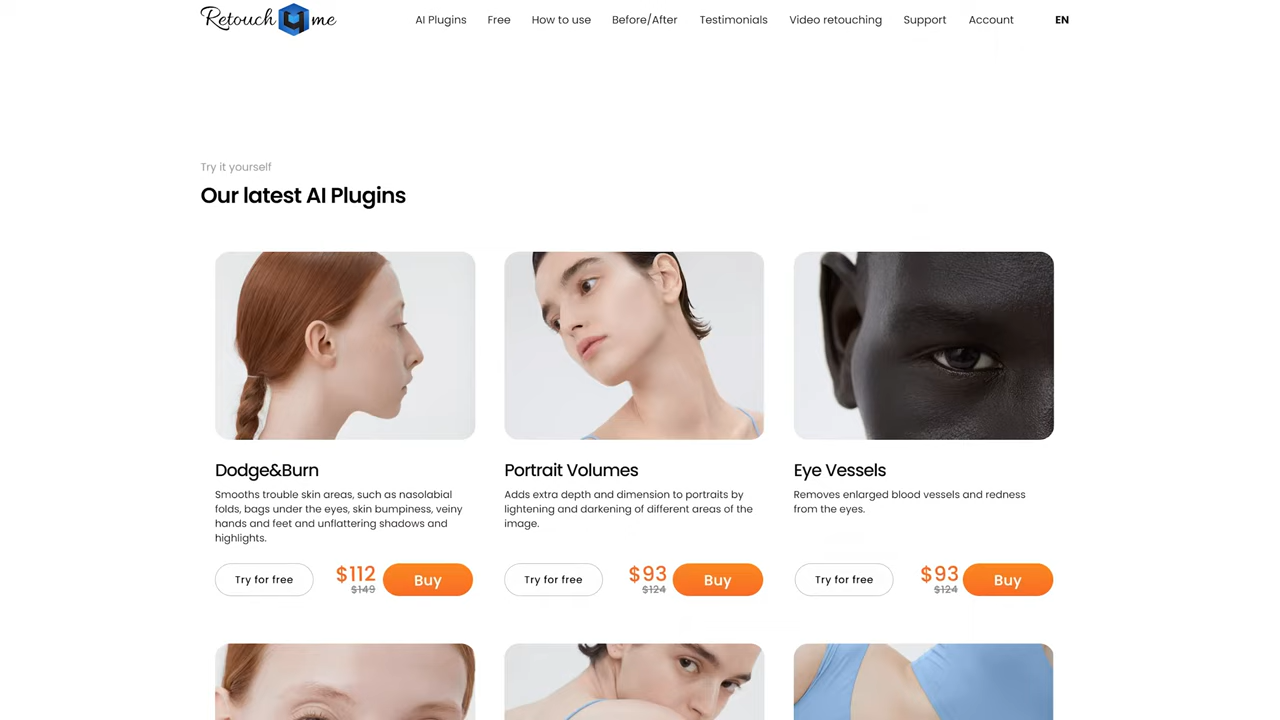 Retouch4me
AI Plugins Free How to use Before/After Testimonials Video retouching Support Account EN
Try it yourself
Our latest AI Plugins
Dodge&Burn
Smooths trouble skin areas, such as nasolabial
folds, bags under the eyes, skin bumpiness, veiny
hands and feet and unflattering shadows and
highlights.
Try for free $112 $149 Buy
Portrait Volumes
Adds extra depth and dimension to portraits by
lightening and darkening of different areas of the
image.
Try for free $93 $124 Buy
Eye Vessels
Removes enlarged blood vessels and redness
from the eyes.
Try for free $93 $124 Buy